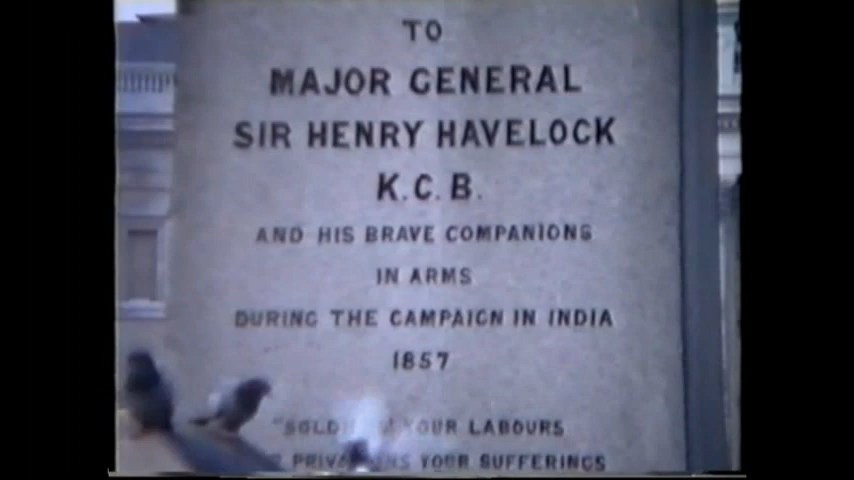 TO
MAJOR GENERAL
SIR HENRY HAVELOCK
K.C.B.
AND HIS BRAVE COMPANIONS
IN ARMS
DURING THE CAMPAIGN IN INDIA
1857
YOUR LABOURS
YOUR SUFFERINGS